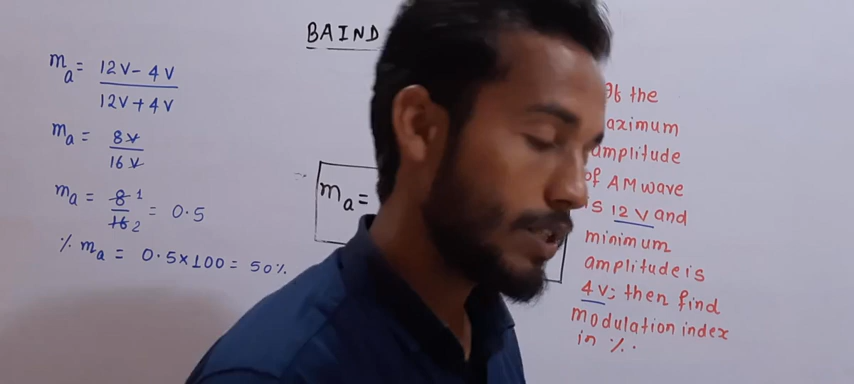 BAIND
mₐ = 12V - 4V / 12V + 4V
mₐ = 8V / 16V
mₐ = 8 1 / 16 2 = 0.5
% mₐ = 0.5 × 100 = 50%
mₐ =
If the
maximum
amplitude
of AM wave
is 12 V and
minimum
amplitude is
4V; then find
modulation index
in %.